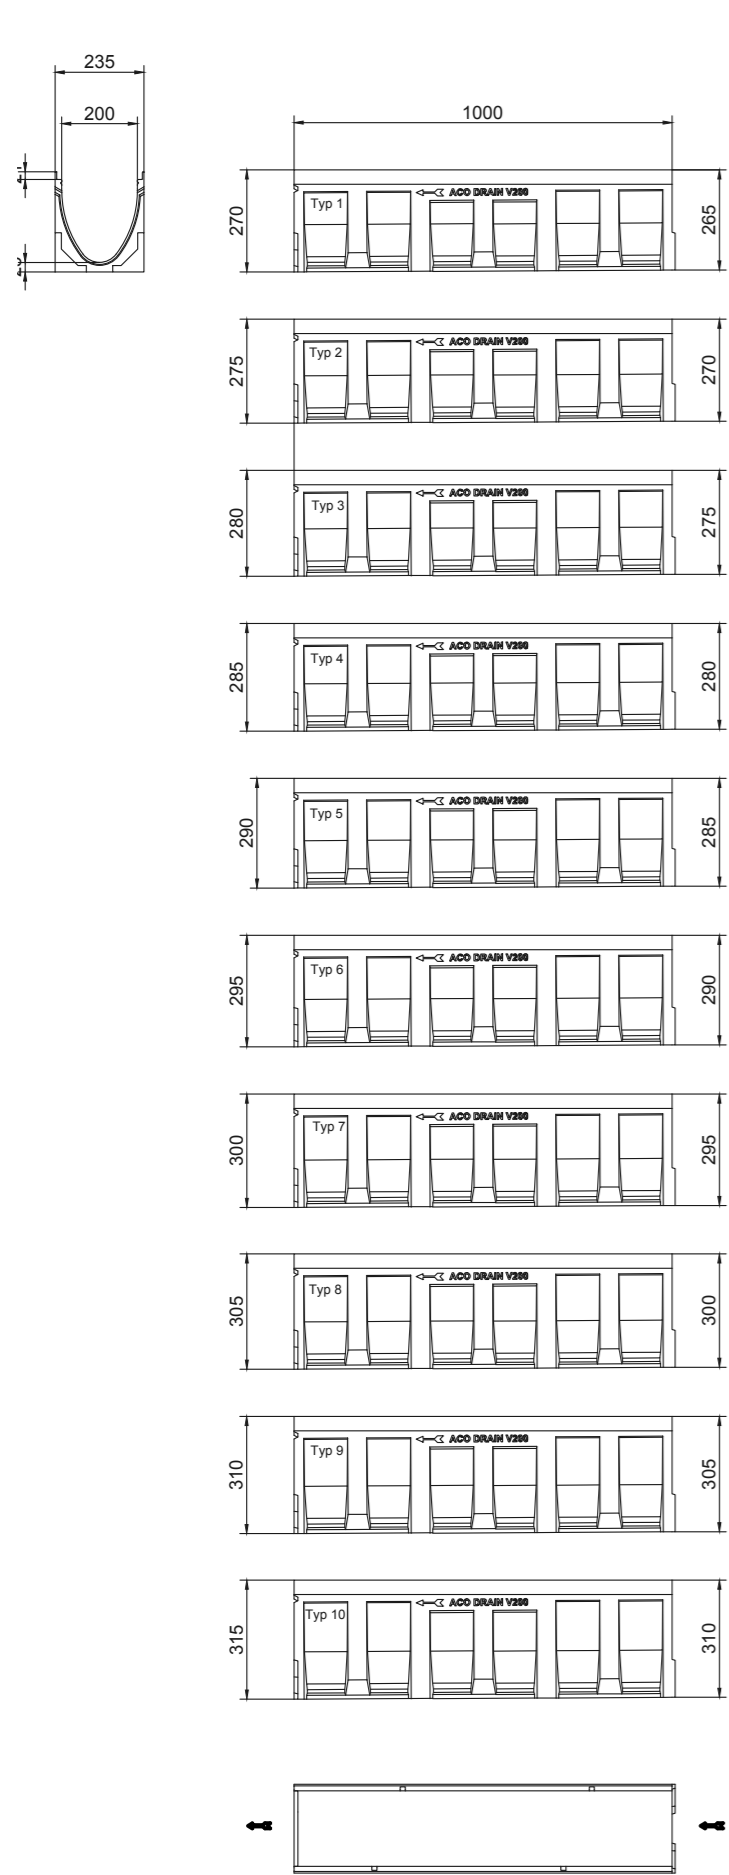 235
200
1000
270
Typ 1
ACO DRAIN V200
265
275
Typ 2
ACO DRAIN V200
270
280
Typ 3
ACO DRAIN V200
275
285
Typ 4
ACO DRAIN V200
280
290
Typ 5
ACO DRAIN V200
285
295
Typ 6
ACO DRAIN V200
290
300
Typ 7
ACO DRAIN V200
295
305
Typ 8
ACO DRAIN V200
300
310
Typ 9
ACO DRAIN V200
305
315
Typ 10
ACO DRAIN V200
310